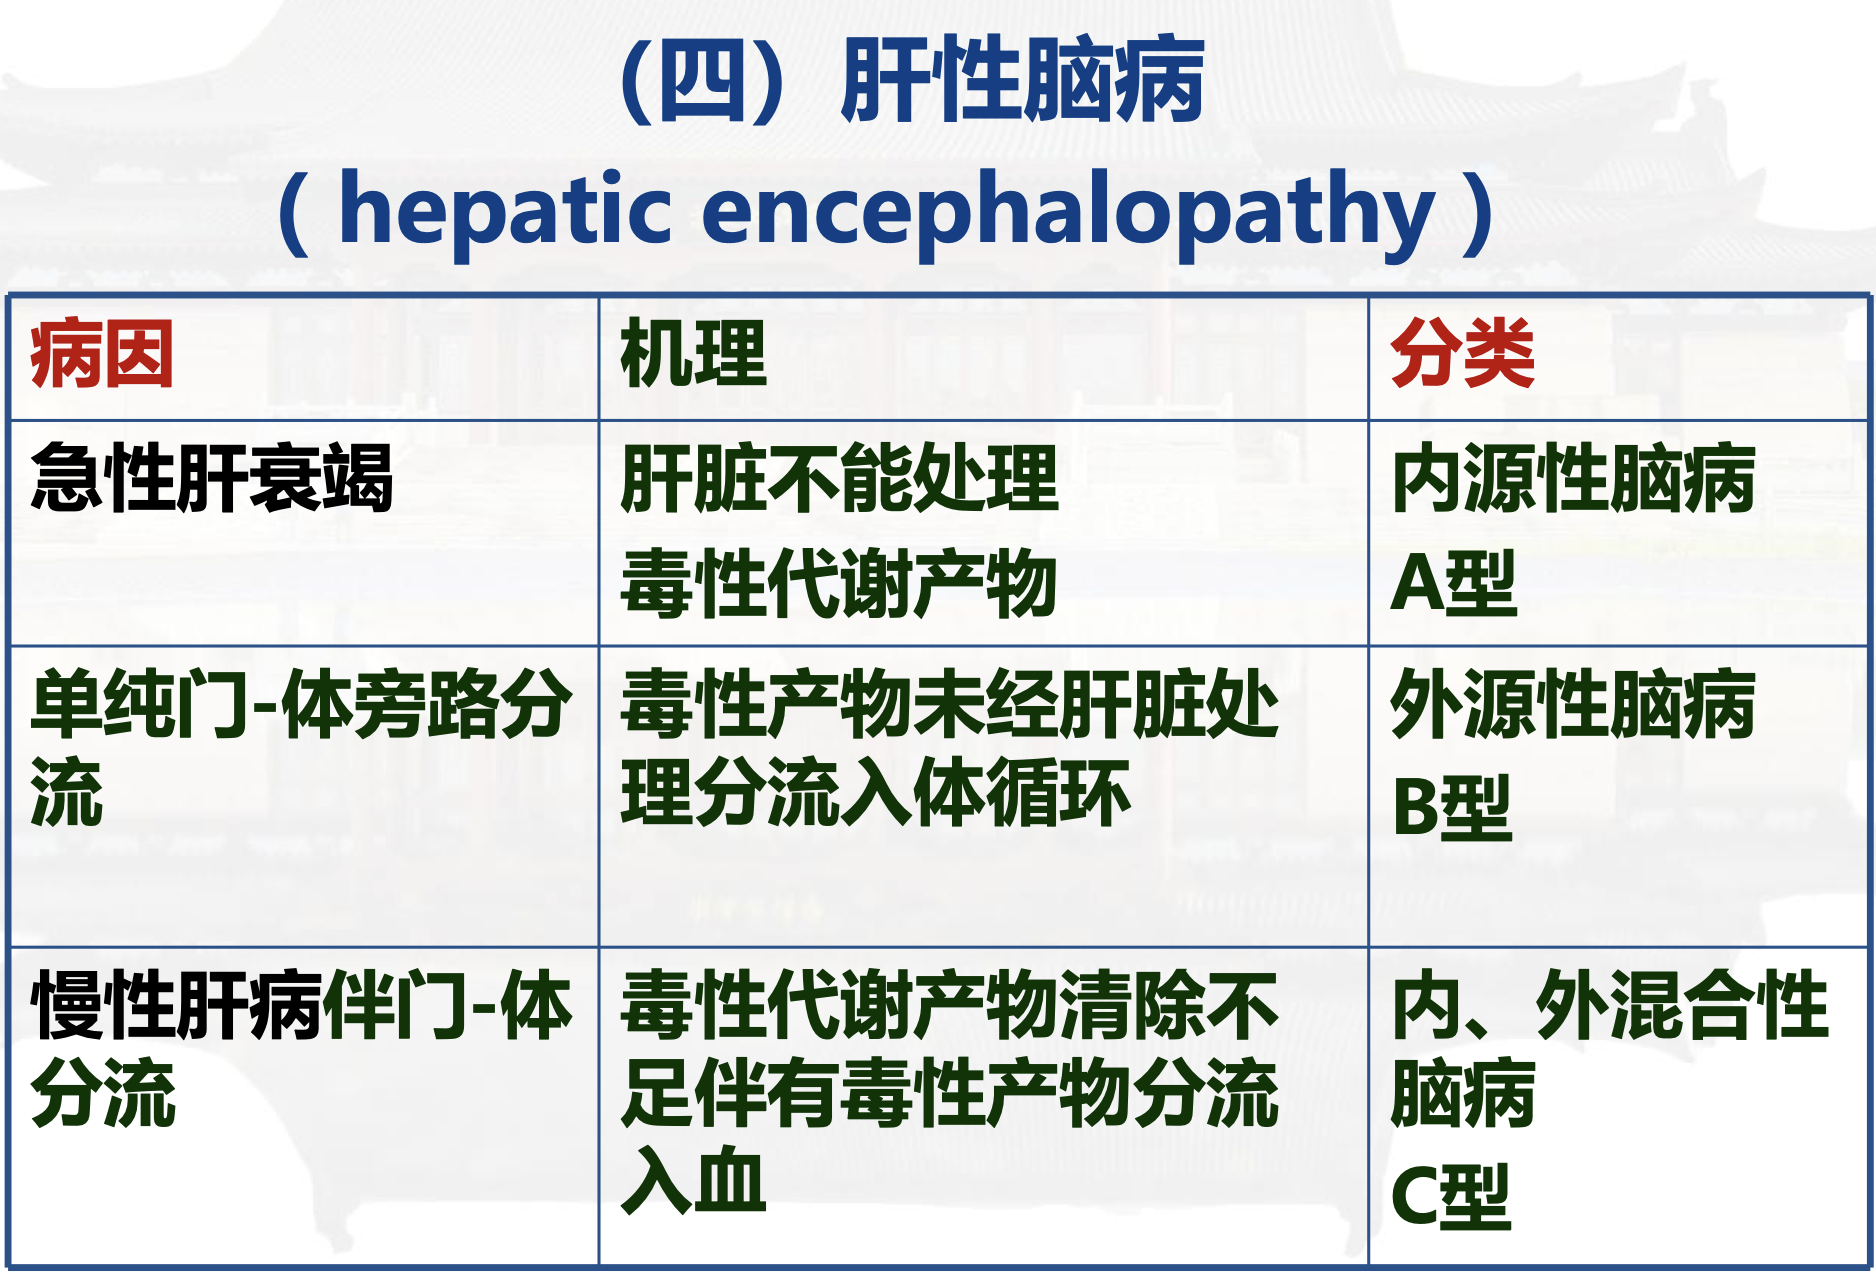 (四）肝性脑病
( hepatic encephalopathy )
病因
机理
分类
急性肝衰竭
肝脏不能处理
毒性代谢产物
内源性脑病
A型
单纯门-体旁路分
流
毒性产物未经肝脏处
理分流入体循环
外源性脑病
B型
慢性肝病伴门-体
分流
毒性代谢产物清除不
足伴有毒性产物分流
入血
内、外混合性
脑病
C型